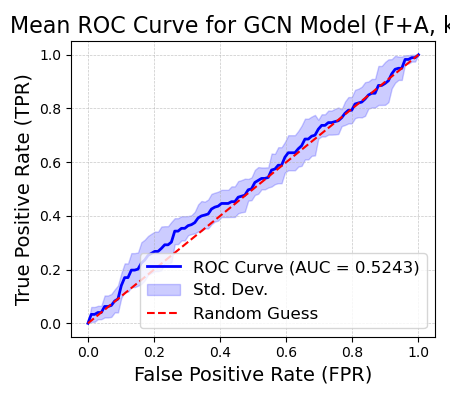 Mean ROC Curve for GCN Model (F+A, k
True Positive Rate (TPR)
1.0
0.8
0.6
0.4
0.2
0.0
ROC Curve (AUC = 0.5243)
Std. Dev.
Random Guess
0.0 0.2 0.4 0.6 0.8 1.0
False Positive Rate (FPR)